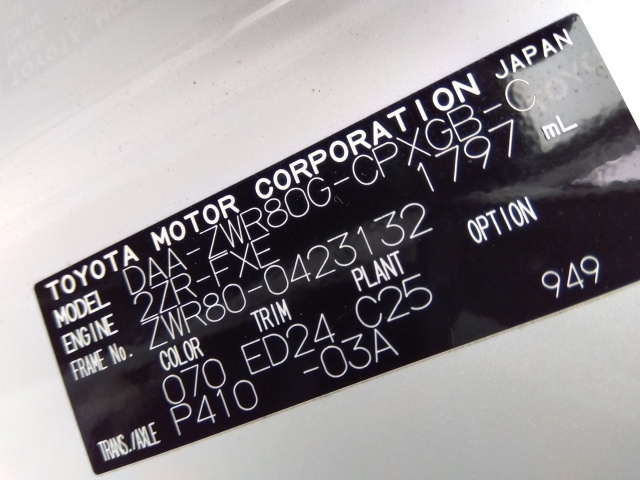 TOYOTA MOTOR CORPORATION JAPAN
MODEL DAA-ZWR80G-CPXGB-C
ENGINE 2ZR-FXE 1797 mL
FRAME No. ZWR80-0423132
COLOR TRIM PLANT OPTION
070 ED24 C25 949
TRANS./AXLE P410 -03A